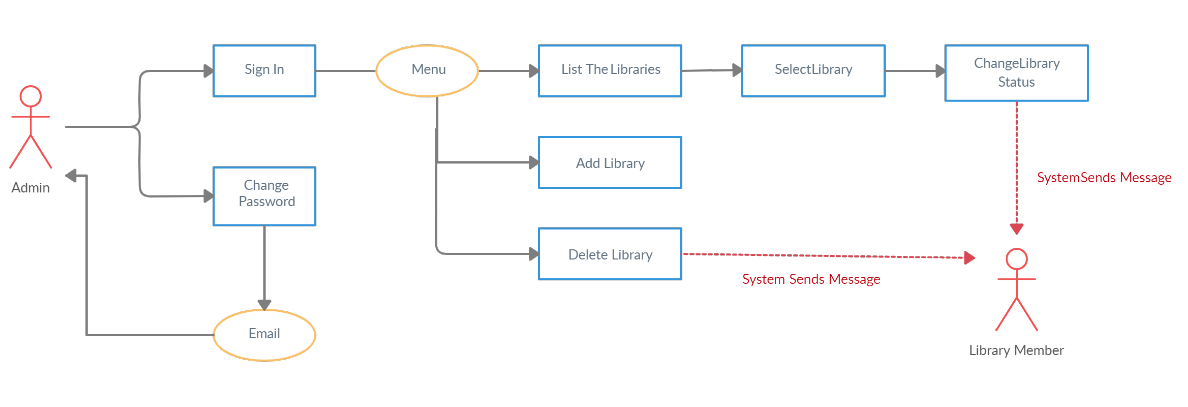 Sign In
Menu
List The Libraries
SelectLibrary
ChangeLibrary
Status
Admin
Change
Password
Add Library
SystemSends Message
Delete Library
System Sends Message
Email
Library Member